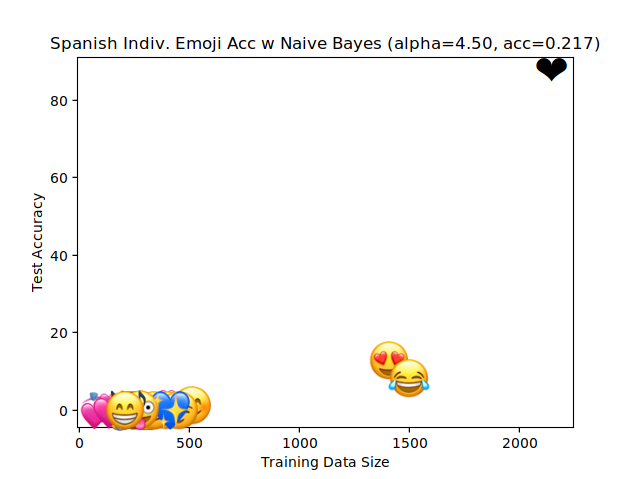 Spanish Indiv. Emoji Acc w Naive Bayes (alpha=4.50, acc=0.217)
80
60
40
20
0
Test Accuracy
0 500 1000 1500 2000
Training Data Size